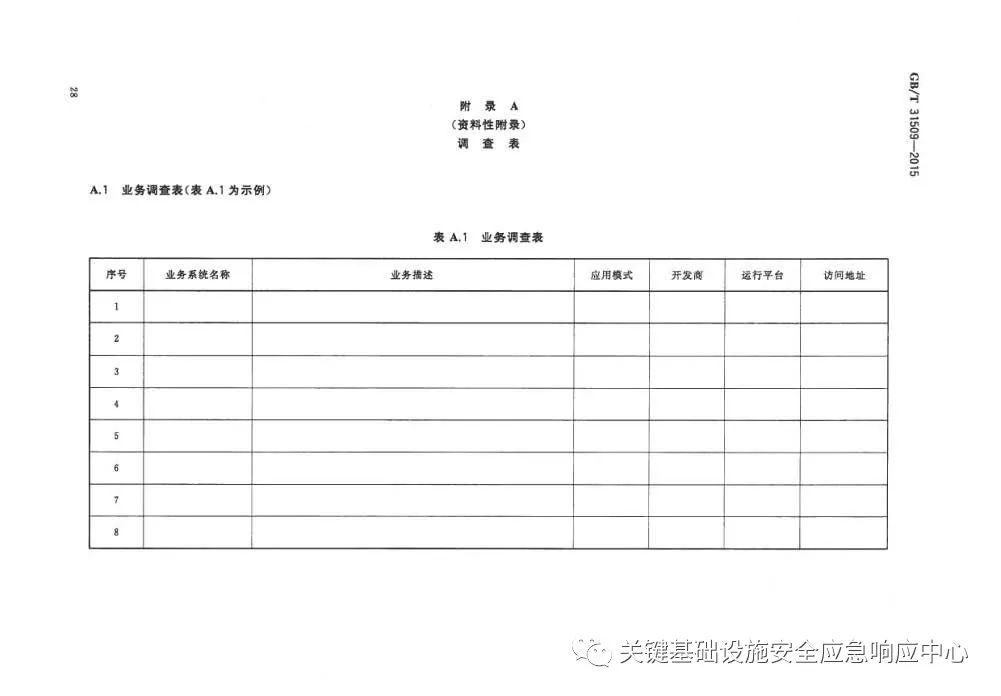 28
GB/T 31509—2015
附 录 A
(资料性附录)
调 查 表
A.1 业务调查表(表 A.1 为示例)
表 A.1 业务调查表
序号 业务系统名称 业务描述 应用模式 开发商 运行平台 访问地址
1
2
3
4
5
6
7
8
关键基础设施安全应急响应中心